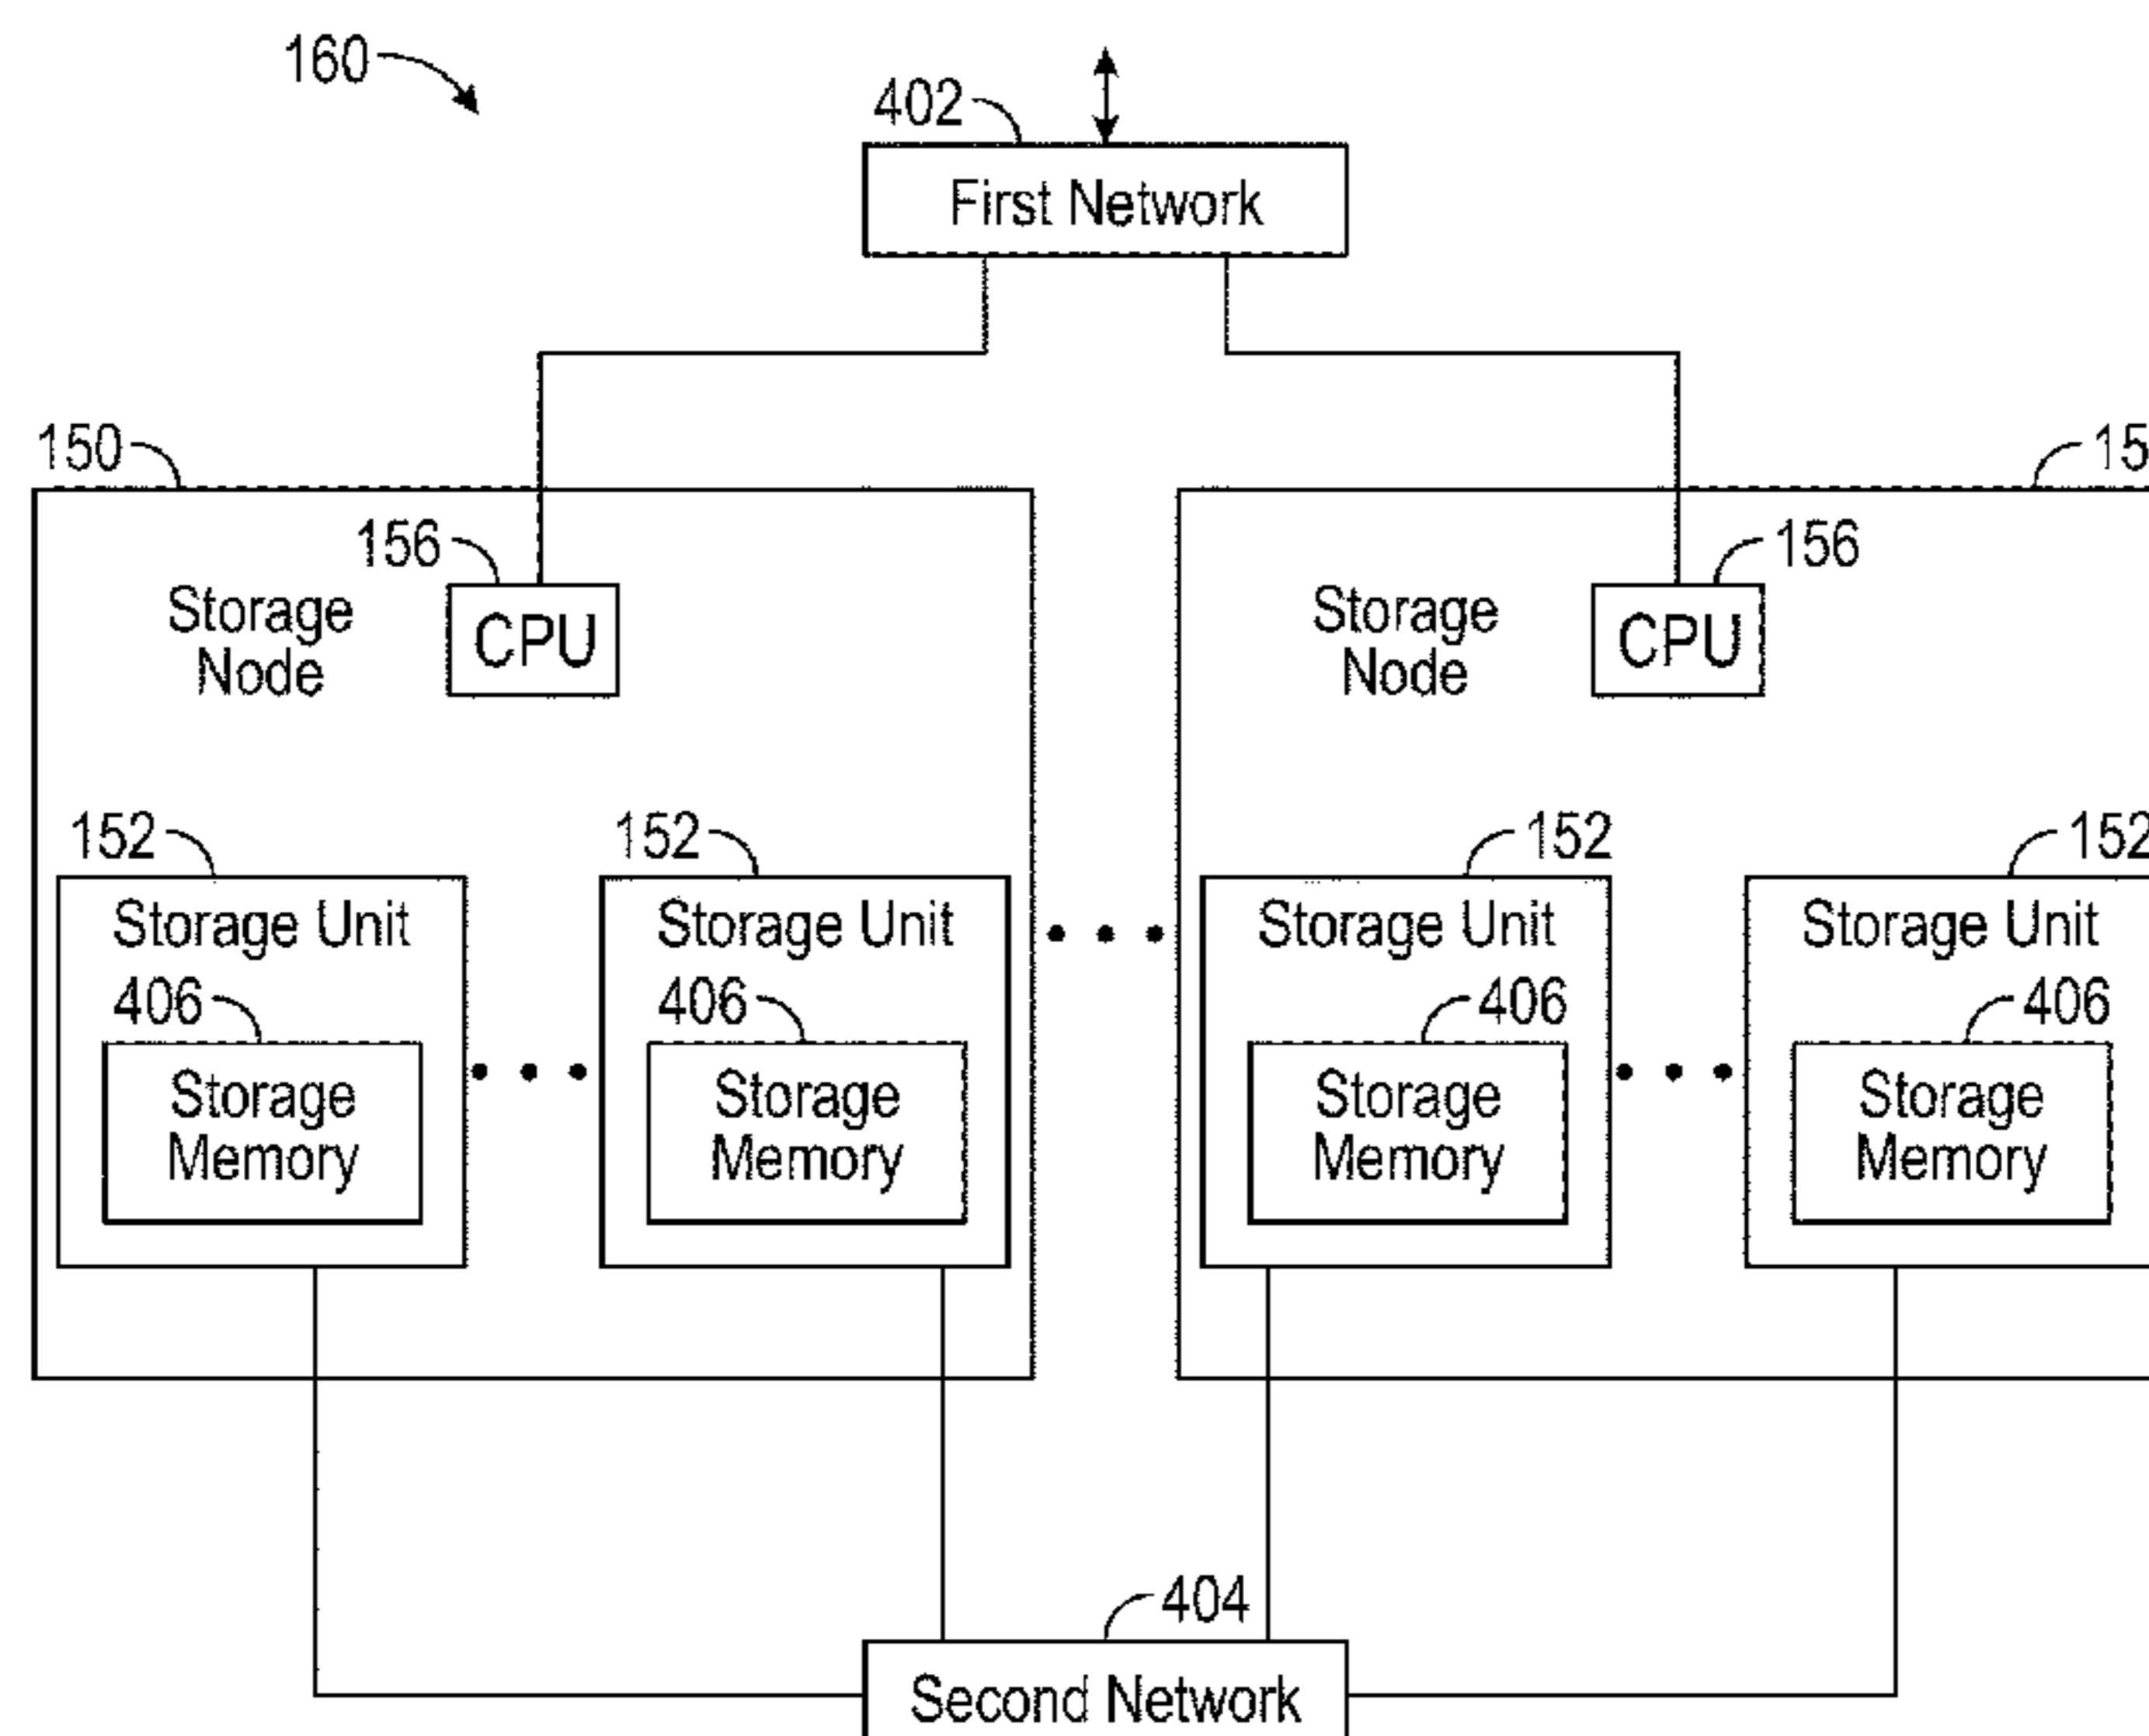 160
402
First Network
150
15
156
156
Storage
Node
CPU
Storage
Node
CPU
152
152
152
152
Storage Unit
Storage Unit
Storage Unit
Storage Unit
406
406
406
406
Storage
Memory
Storage
Memory
Storage
Memory
Storage
Memory
404
Second Network